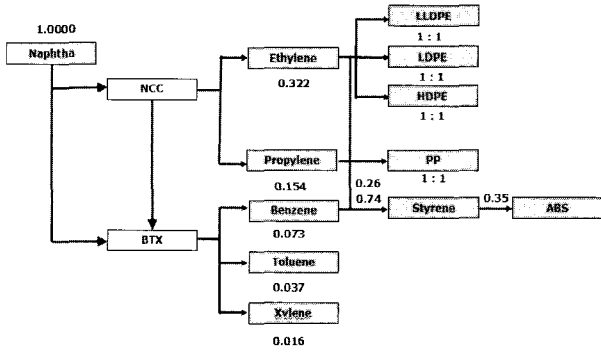 1.0000
Naphtha
NCC
BTX
Ethylene
0.322
Propylene
0.154
Benzene
0.073
Toluene
0.037
Xylene
0.016
LLDPE
1 : 1
LDPE
1 : 1
HDPE
1 : 1
PP
1 : 1
0.26
0.74
Styrene
0.35
ABS